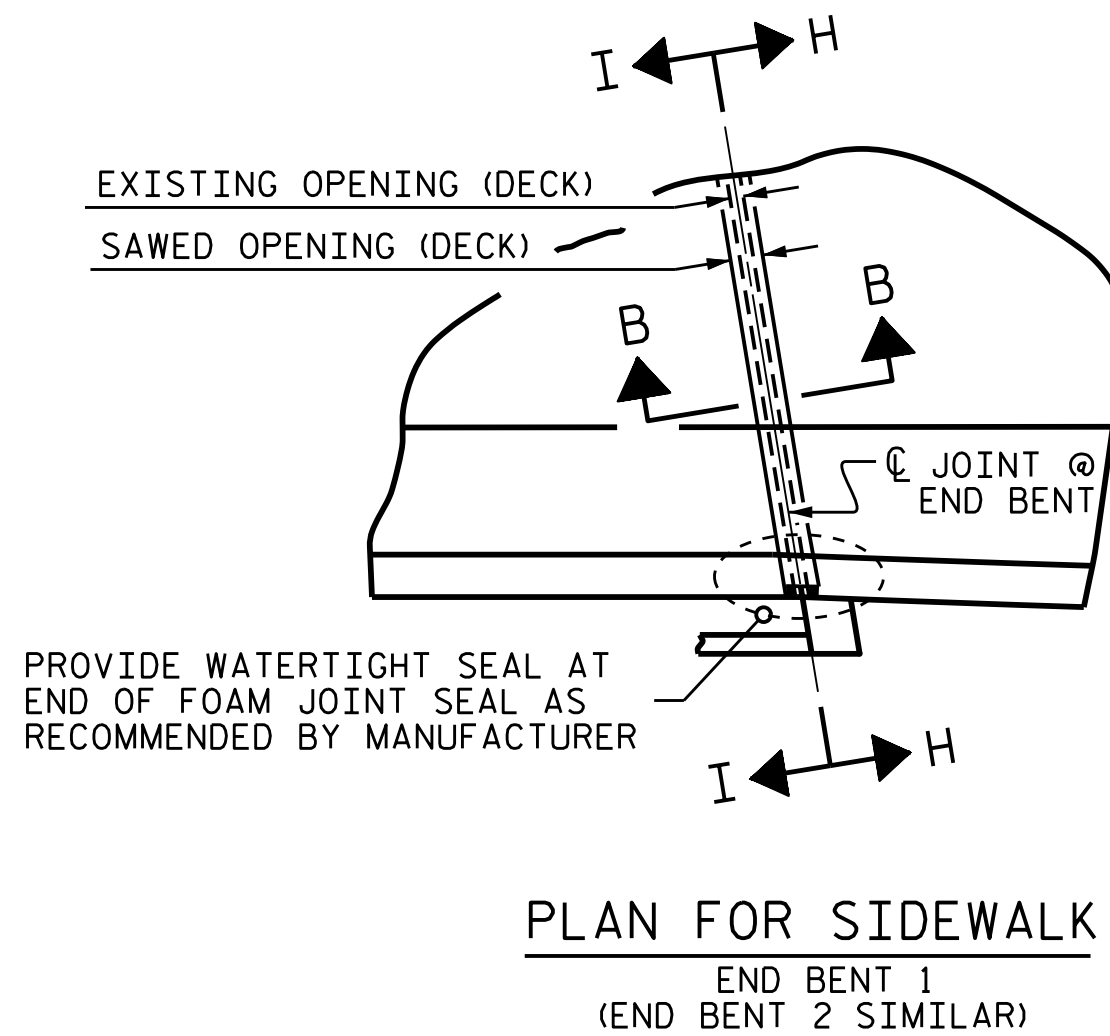 I H
EXISTING OPENING (DECK)
SAWED OPENING (DECK)
B
B
℄ JOINT @
END BENT
PROVIDE WATERTIGHT SEAL AT
END OF FOAM JOINT SEAL AS
RECOMMENDED BY MANUFACTURER
I H
PLAN FOR SIDEWALK
END BENT 1
(END BENT 2 SIMILAR)